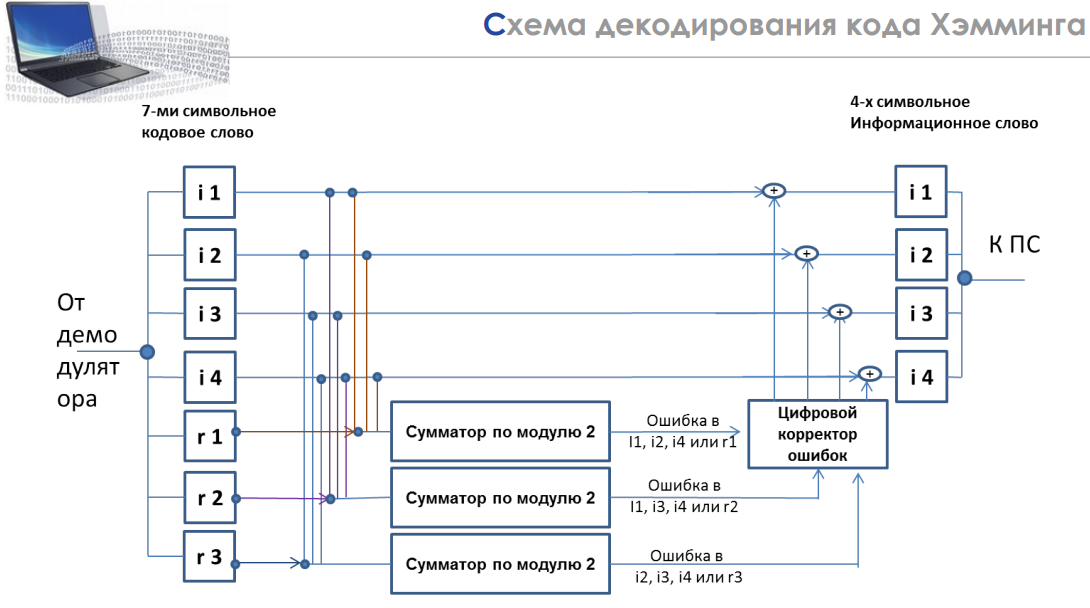 Схема декодирования кода Хэмминга
7-ми символьное
кодовое слово
4-х символьное
Информационное слово
i 1
i 2
i 3
i 4
r 1
r 2
r 3
От
демо
дулят
ора
Сумматор по модулю 2
Сумматор по модулю 2
Сумматор по модулю 2
Ошибка в
I1, i2, i4 или r1
Ошибка в
I1, i3, i4 или r2
Ошибка в
i2, i3, i4 или r3
+
+
+
+
Цифровой
корректор
ошибок
i 1
i 2
i 3
i 4
К ПС